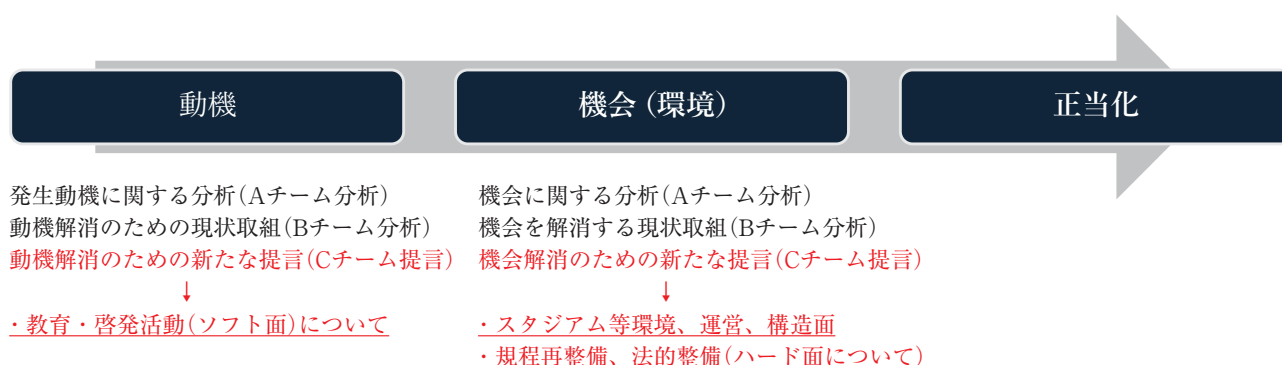 動機
機会（環境）
正当化
発生動機に関する分析(Aチーム分析)
動機解消のための現状取組(Bチーム分析)
動機解消のための新たな提言(Cチーム提言)
↓
・教育・啓発活動(ソフト面)について
機会に関する分析(Aチーム分析)
機会を解消する現状取組(Bチーム分析)
機会解消のための新たな提言(Cチーム提言)
↓
・スタジアム等環境、運営、構造面
・規程再整備、法的整備(ハード面について)